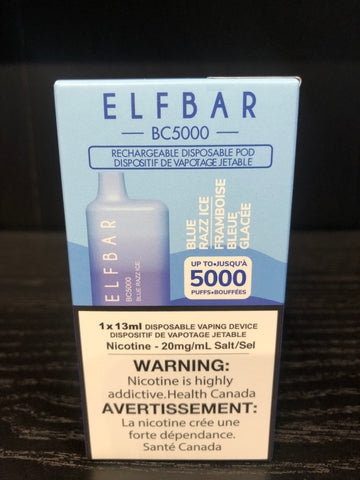 ELFBAR
BC5000
RECHARGEABLE DISPOSABLE POD
DISPOSITIF DE VAPOTAGE JETABLE
ELFBAR
BC5000
BLUE RAZZ ICE
BLUE
RAZZ ICE
FRAMBOISE
BLEUE
GLACÉE
UP TO•JUSQU'À
5000
PUFFS•BOUFFÉES
1 x 13ml DISPOSABLE VAPING DEVICE
DISPOSITIF DE VAPOTAGE JETABLE
Nicotine - 20mg/mL Salt/Sel
WARNING:
Nicotine is highly
addictive.Health Canada
AVERTISSEMENT:
La nicotine crée une
forte dépendance.
Santé Canada